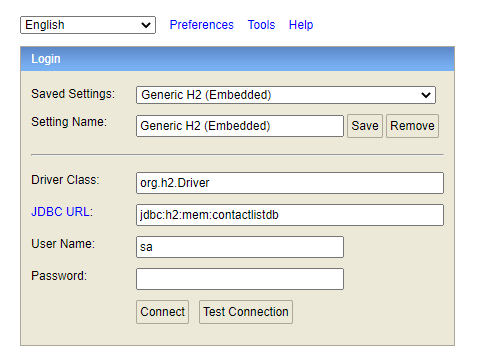 English Preferences Tools Help
Login
Saved Settings: Generic H2 (Embedded)
Setting Name: Generic H2 (Embedded) Save Remove
Driver Class: org.h2.Driver
JDBC URL: jdbc:h2:mem:contactlistdb
User Name: sa
Password:
Connect Test Connection